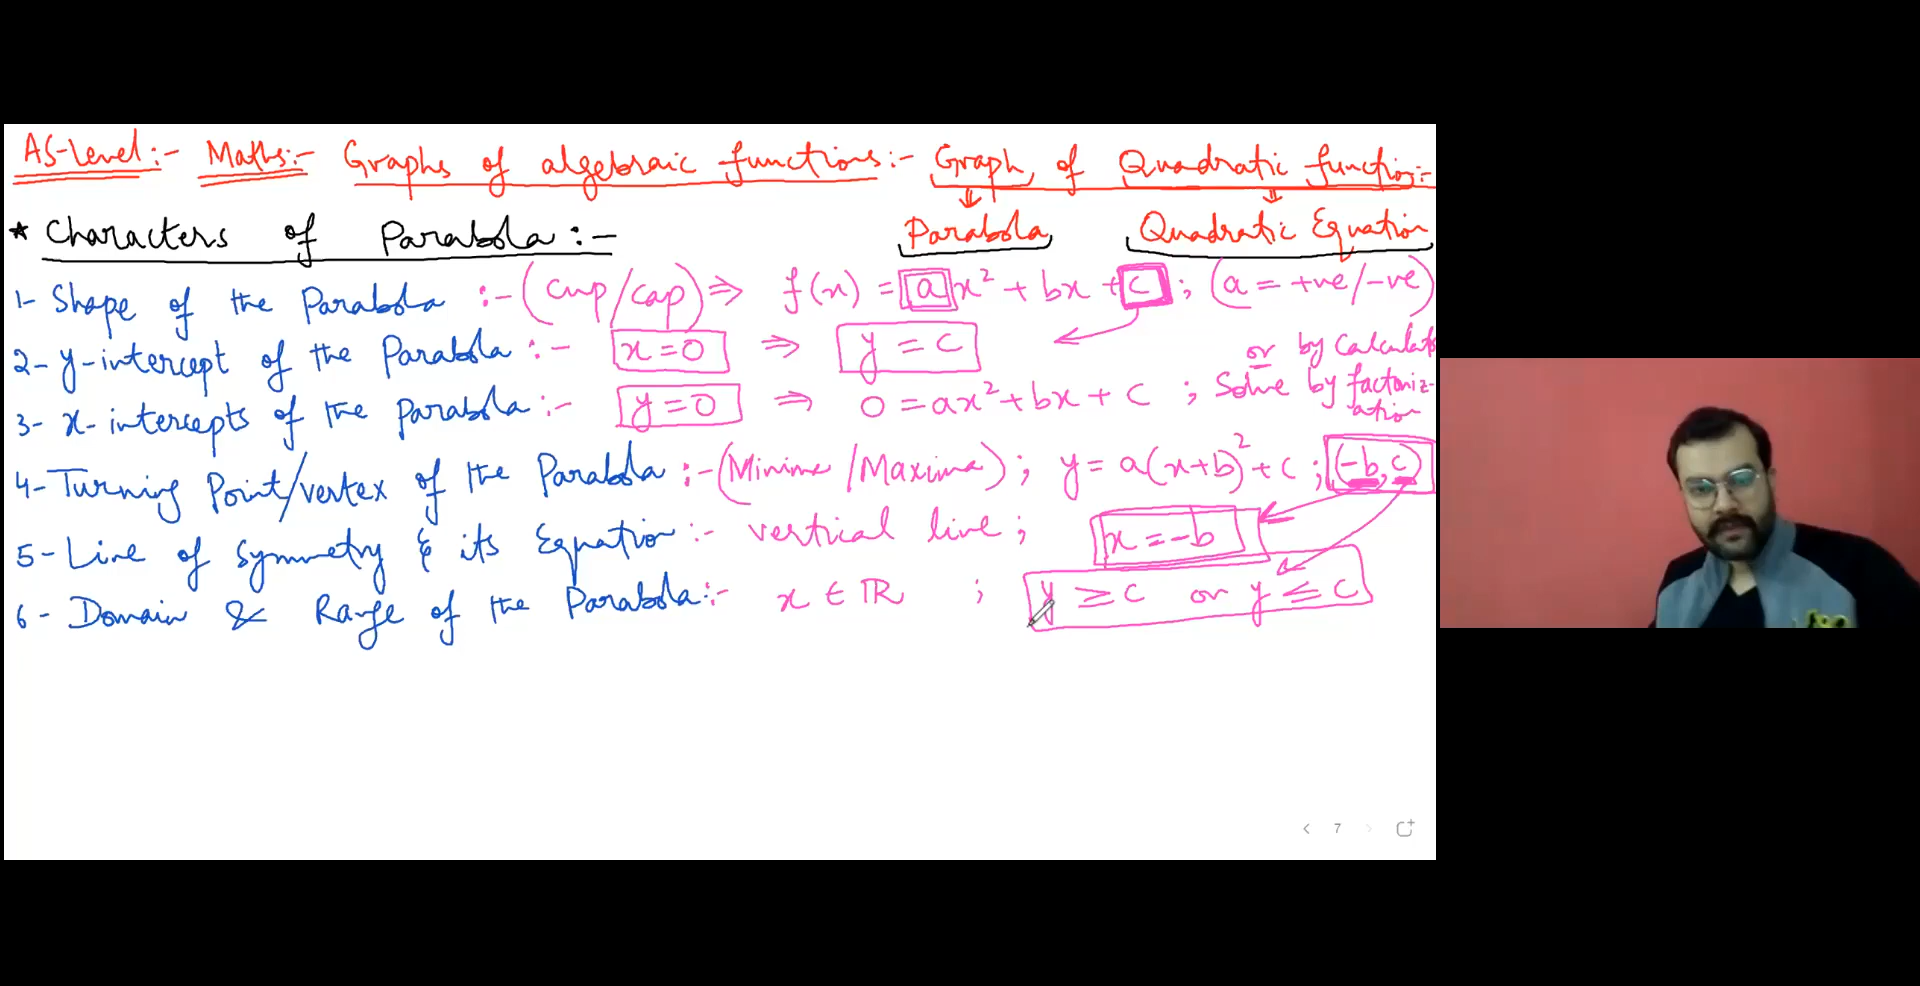 AS-Level:- Maths:- Graphs of algebraic functions:- Graph of Quadratic function:-
Parabola Quadratic Equation
* Characters of Parabola:-
1- Shape of the Parabola :- (cup/cap) ⇒ f(x) = ax² + bx + c ; (a = +ve/-ve)
2- y-intercept of the Parabola :- x=0 ⇒ y = c
or by Calculator
3- x-intercepts of the Parabola :- y=0 ⇒ 0 = ax² + bx + c ; Solve by factoriz-
ation
4- Turning Point/vertex of the Parabola :- (Minima/Maxima) ; y = a(x+b)² + c ; (-b, c)
5- Line of Symmetry & its Equation :- vertical line ; x = -b
6- Domain & Range of the Parabola :- x ∈ ℝ ; y ≥ c or y ≤ c
< 7 >